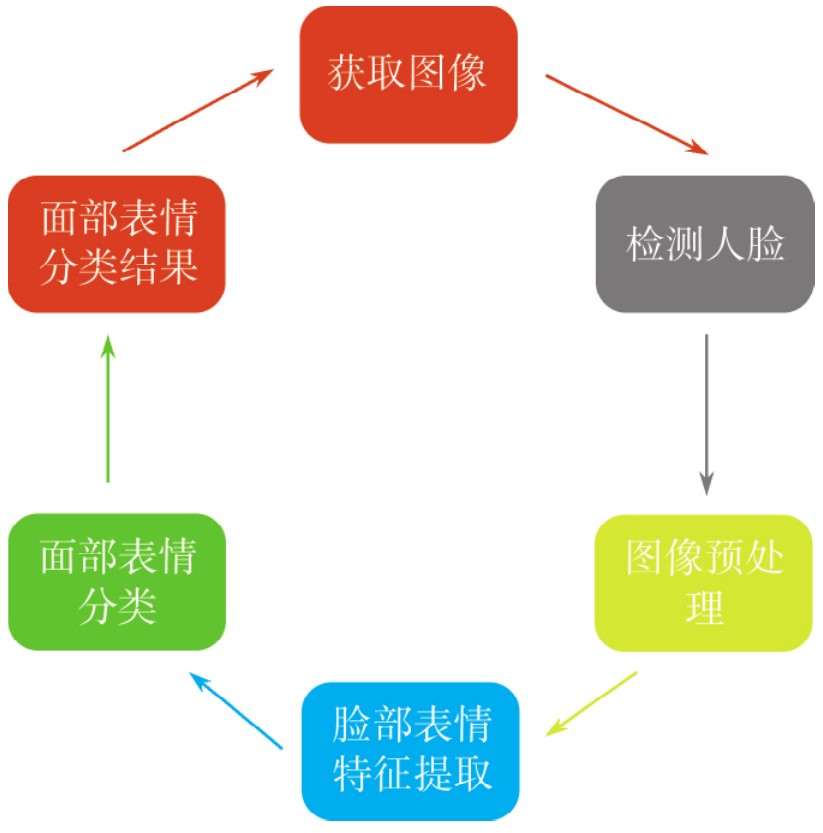 获取图像
检测人脸
图像预处
理
脸部表情
特征提取
面部表情
分类
面部表情
分类结果